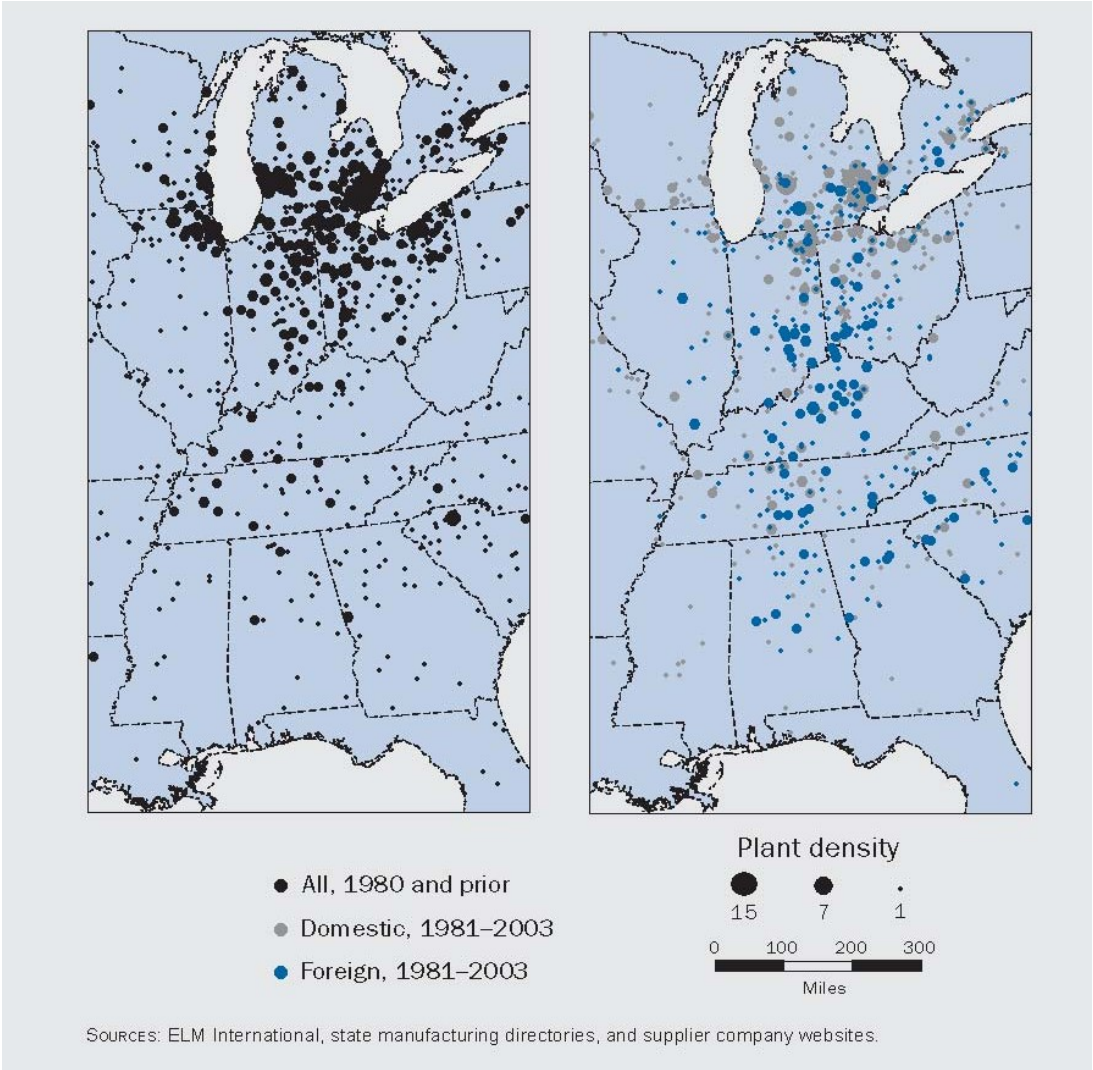 Plant density
15 7 1
All, 1980 and prior
Domestic, 1981–2003
Foreign, 1981–2003
0 100 200 300
Miles
SOURCES: ELM International, state manufacturing directories, and supplier company websites.